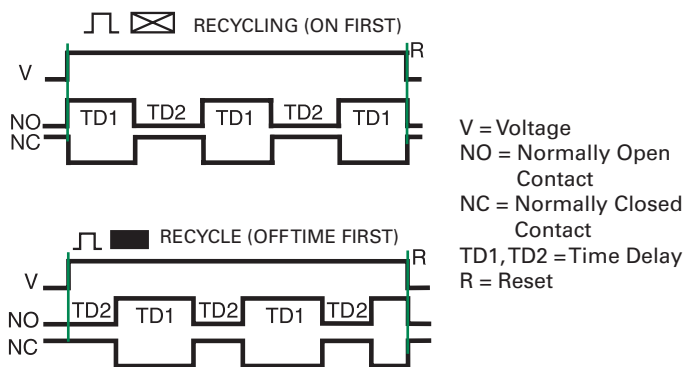 RECYCLING (ON FIRST)
R
V
TD1 TD2 TD1 TD2 TD1
NO
NC
RECYCLE (OFFTIME FIRST)
R
V
TD2 TD1 TD2 TD1 TD2
NO
NC
V = Voltage
NO = Normally Open
Contact
NC = Normally Closed
Contact
TD1, TD2 = Time Delay
R = Reset